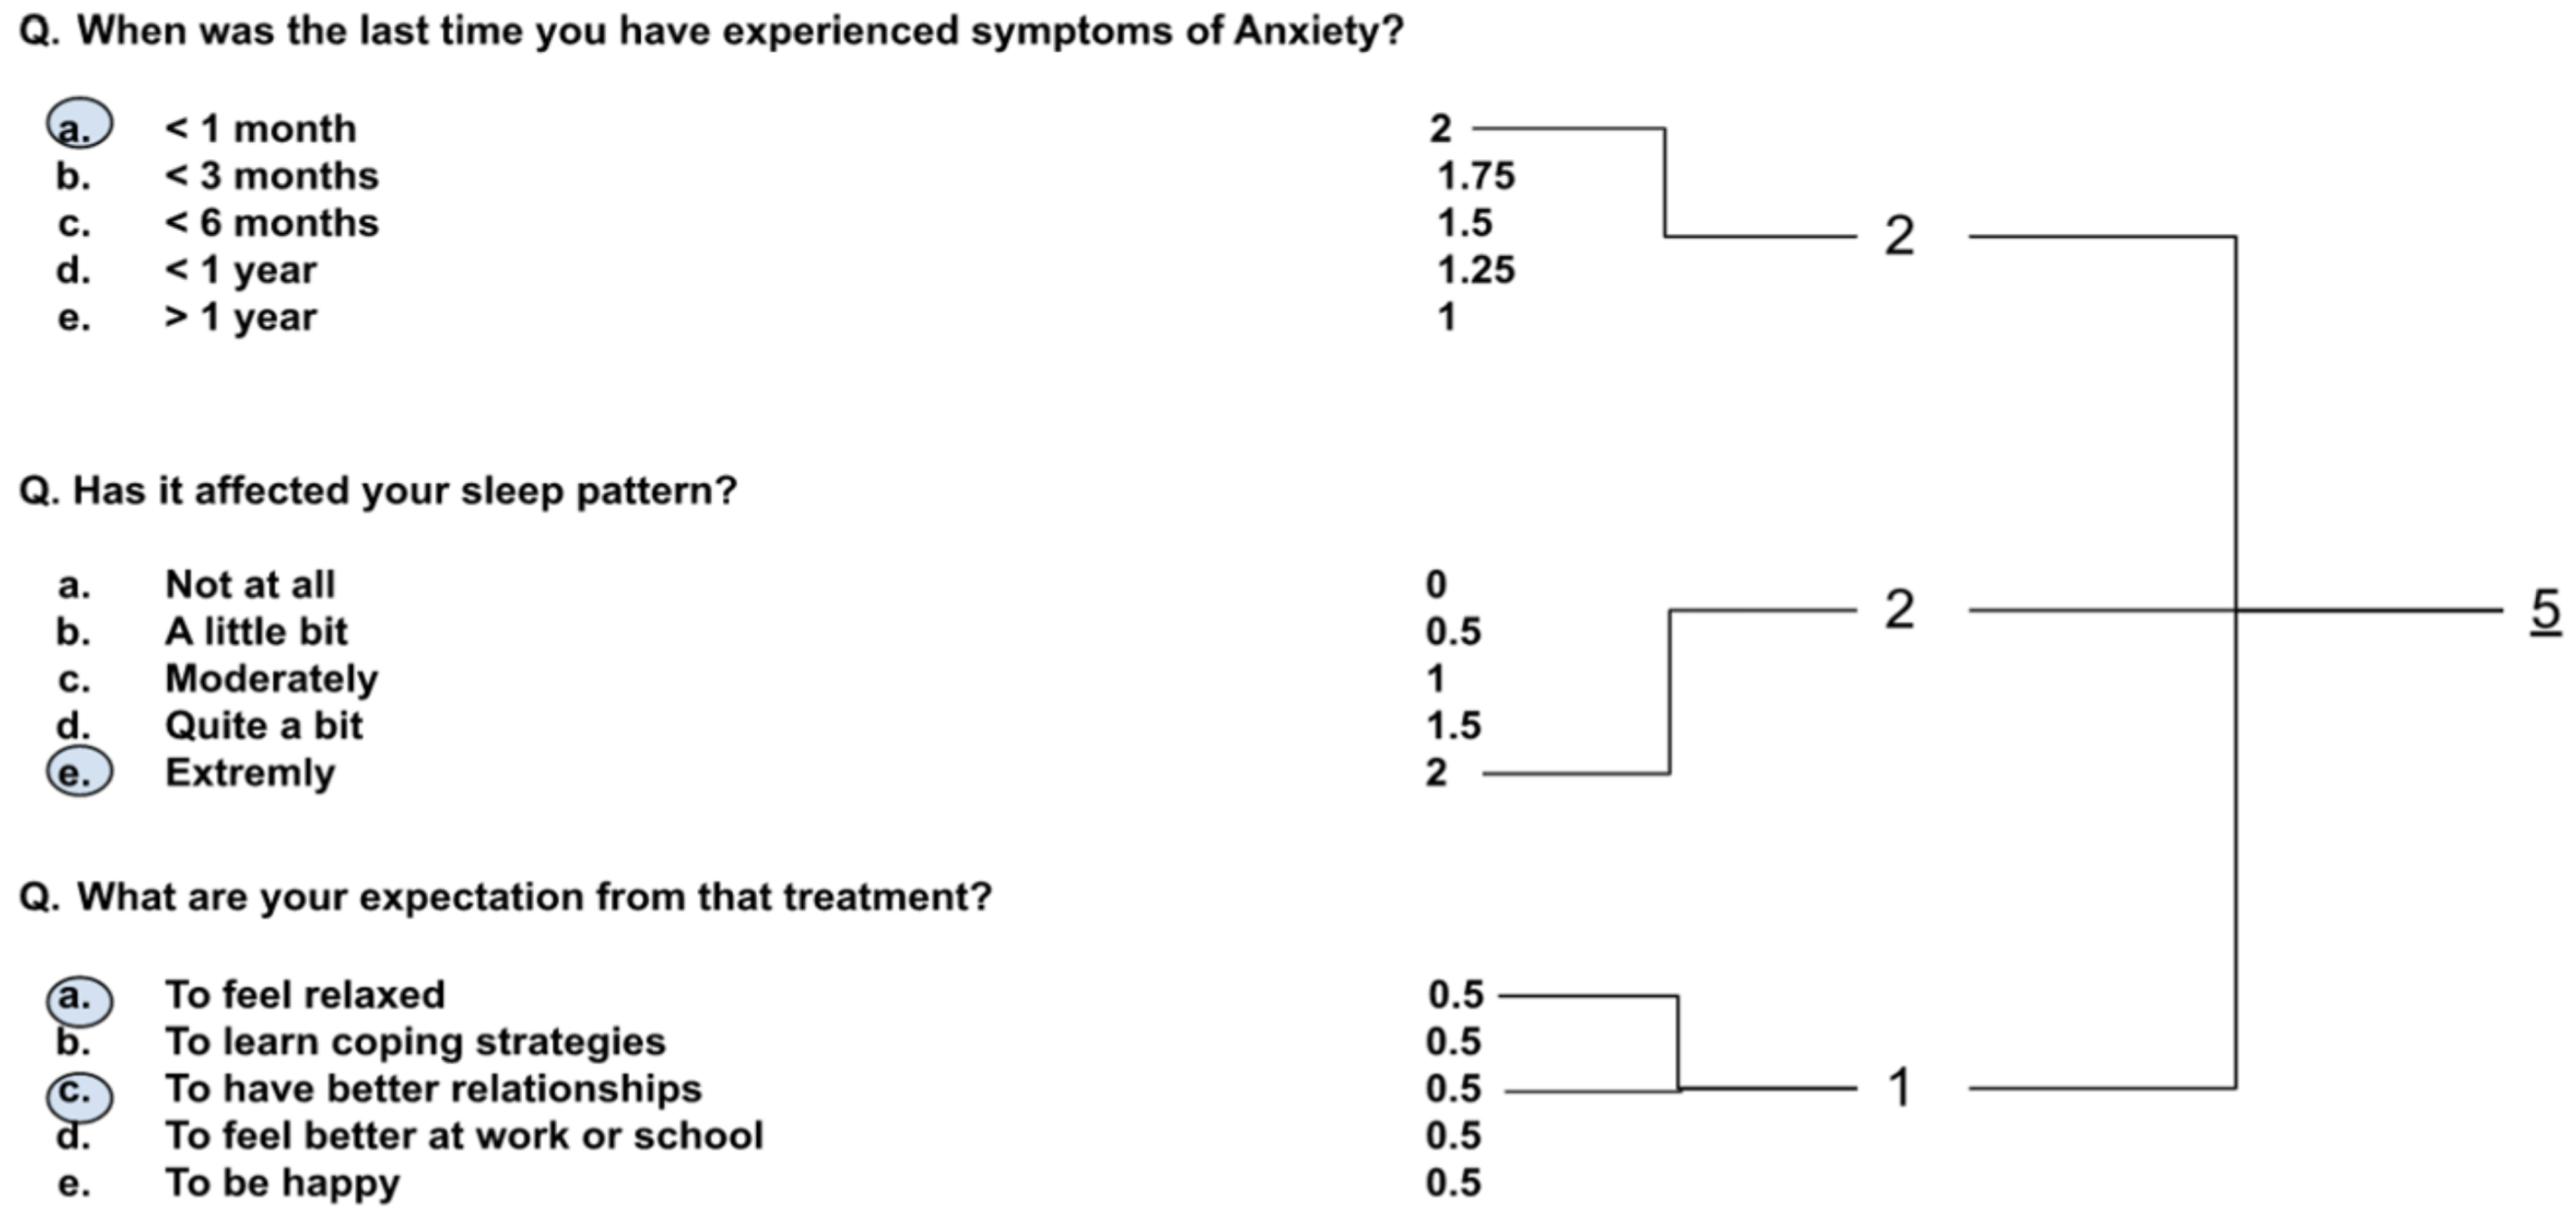 Q. When was the last time you have experienced symptoms of Anxiety?
a. < 1 month 2
b. < 3 months 1.75
c. < 6 months 1.5 2
d. < 1 year 1.25
e. > 1 year 1
Q. Has it affected your sleep pattern?
a. Not at all 0
b. A little bit 0.5 2 5
c. Moderately 1
d. Quite a bit 1.5
e. Extremly 2
Q. What are your expectation from that treatment?
a. To feel relaxed 0.5
b. To learn coping strategies 0.5
c. To have better relationships 0.5 1
d. To feel better at work or school 0.5
e. To be happy 0.5